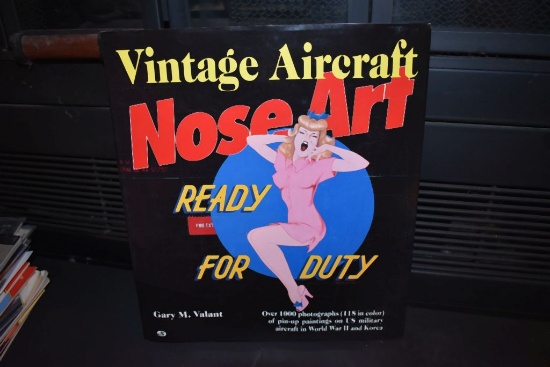 Vintage Aircraft
Nose Art
READY
FOR DUTY
Gary M. Valant
Over 1000 photographs (118 in color)
of pin-up paintings on US military
aircraft in World War II and Korea